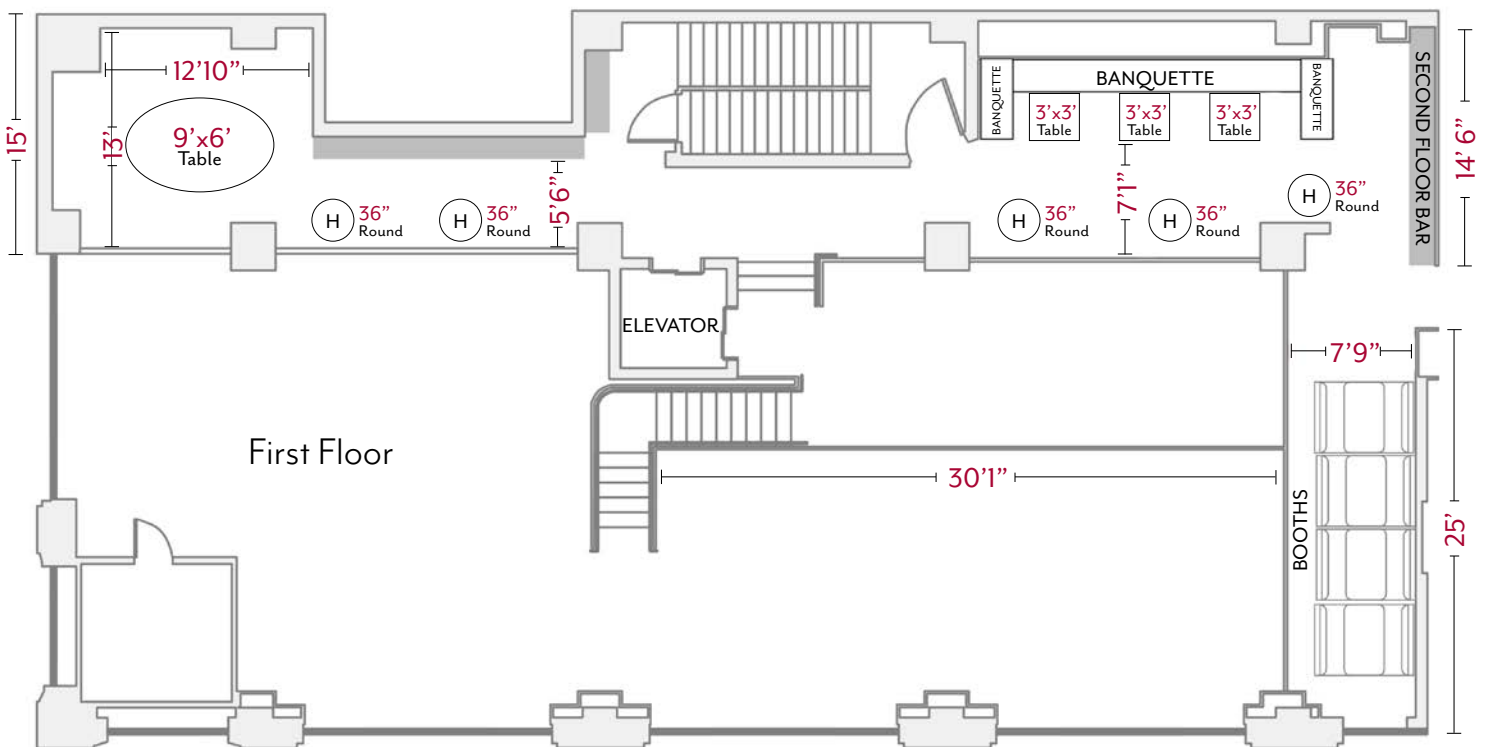 15’
12’10”
13’
9’x6’
Table
H
36”
Round
H
36”
Round
5’6”
BANQUETTE
BANQUETTE
BANQUETTE
3’x3’
Table
3’x3’
Table
3’x3’
Table
7’1”
H
36”
Round
H
36”
Round
H
36”
Round
SECOND FLOOR BAR
14’ 6”
ELEVATOR
First Floor
30’1”
7’9”
BOOTHS
25’